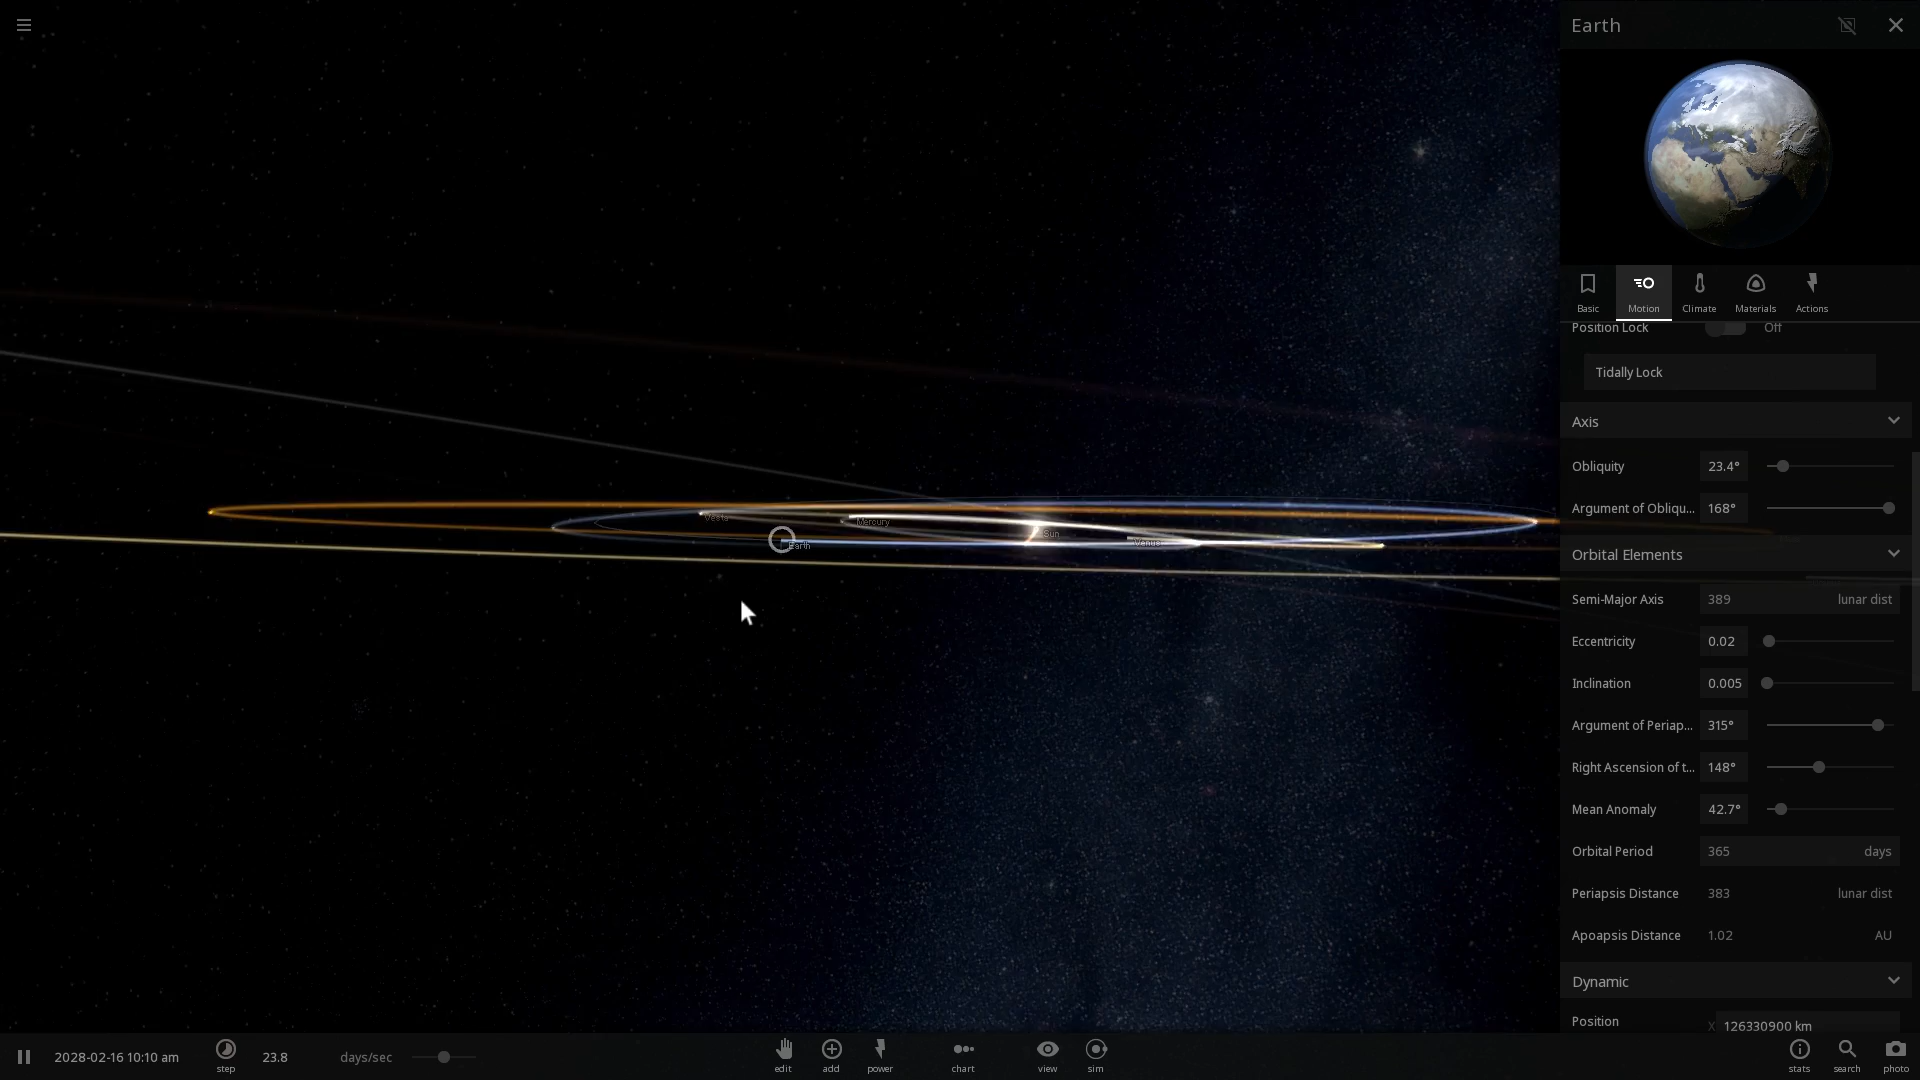 Earth
Basic
Motion
Climate
Materials
Actions
Position Lock
Off
Tidally Lock
Axis
Obliquity
23.4°
Argument of Obliqu...
168°
Orbital Elements
Semi-Major Axis
389
lunar dist
Eccentricity
0.02
Inclination
0.005
Argument of Periap...
315°
Right Ascension of t...
148°
Mean Anomaly
42.7°
Orbital Period
365
days
Periapsis Distance
383
lunar dist
Apoapsis Distance
1.02
AU
Dynamic
Position
X
126330900 km
Vesta
Mercury
Earth
Sun
Venus
2028-02-16 10:10 am
step
23.8
days/sec
edit
add
power
chart
view
sim
stats
search
photo